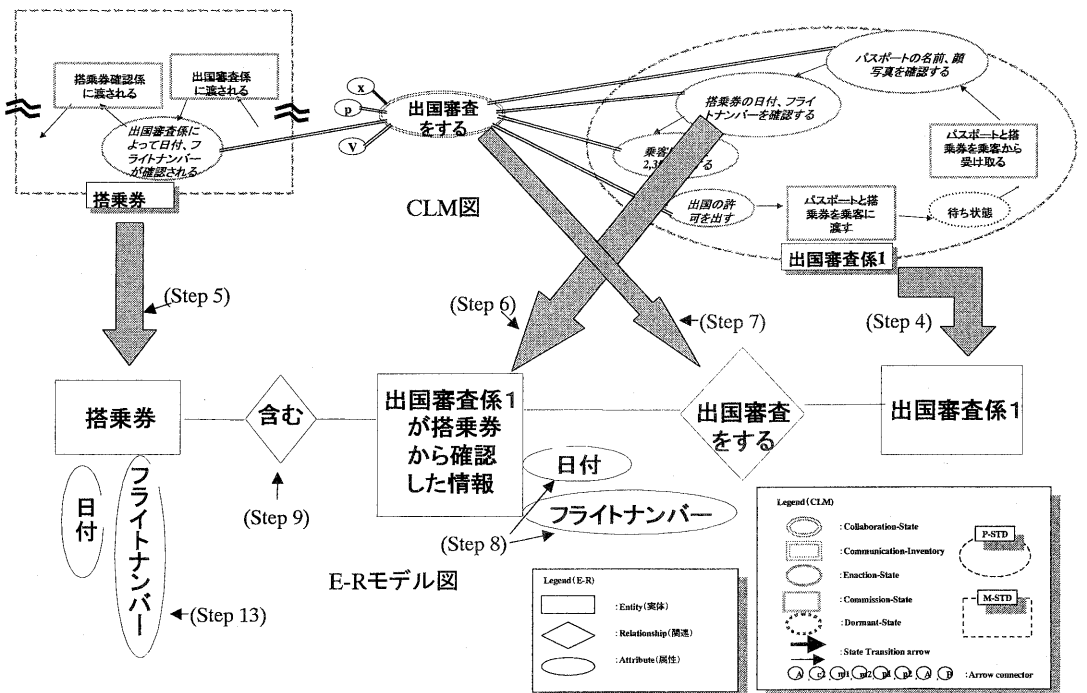 搭乗券確認係
に渡される
出国審査係
に渡される
出国審査係に
よって日付、フ
ライトナンバー
が確認される
搭乗券
x
p
V
出国審査
をする
CLM図
パスポートの名前、顔
写真を確認する
搭乗券の日付、フライ
トナンバーを確認する
乗客に
する
出国の許
可を出す
パスポートと搭
乗券を乗客に
渡す
待ち状態
パスポートと搭
乗券を乗客から
受け取る
出国審査係1
(Step 5)
(Step 6)
(Step 7)
(Step 4)
搭乗券
含む
出国審査係1
が搭乗券
から確認
した情報
出国審査
をする
出国審査係1
日付
フライトナンバー
日付
フライトナンバー
(Step 9)
(Step 8)
(Step 13)
E-Rモデル図
Legend (E-R)
: Entity(実体)
: Relationship(関連)
: Attribute(属性)
Legend (CLM)
: Collaboration-State
: Communication-Inventory
: Enaction-State
: Commission-State
: Dormant-State
: State Transition arrow
: Arrow connector
P-STD
M-STD